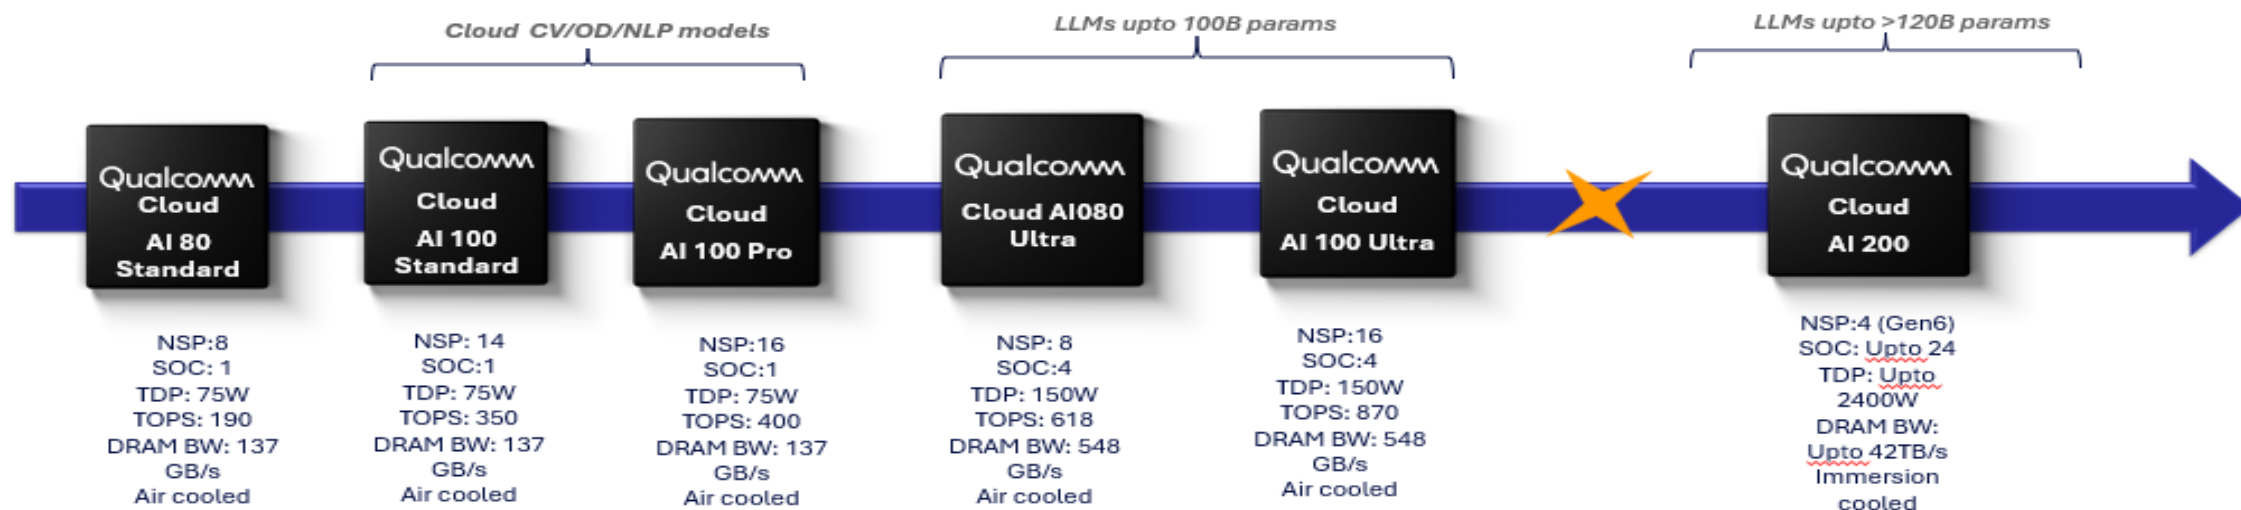 Cloud CV/OD/NLP models
LLMs upto 100B params
LLMs upto >120B params
Qualcomm
Cloud
AI 80
Standard
NSP:8
SOC: 1
TDP: 75W
TOPS: 190
DRAM BW: 137
GB/s
Air cooled
Qualcomm
Cloud
AI 100
Standard
NSP: 14
SOC:1
TDP: 75W
TOPS: 350
DRAM BW: 137
GB/s
Air cooled
Qualcomm
Cloud
AI 100 Pro
NSP:16
SOC:1
TDP: 75W
TOPS: 400
DRAM BW: 137
GB/s
Air cooled
Qualcomm
Cloud AI080
Ultra
NSP: 8
SOC:4
TDP: 150W
TOPS: 618
DRAM BW: 548
GB/s
Air cooled
Qualcomm
Cloud
AI 100 Ultra
NSP:16
SOC:4
TDP: 150W
TOPS: 870
DRAM BW: 548
GB/s
Air cooled
Qualcomm
Cloud
AI 200
NSP:4 (Gen6)
SOC: Upto 24
TDP: Upto
2400W
DRAM BW:
Upto 42TB/s
Immersion
cooled